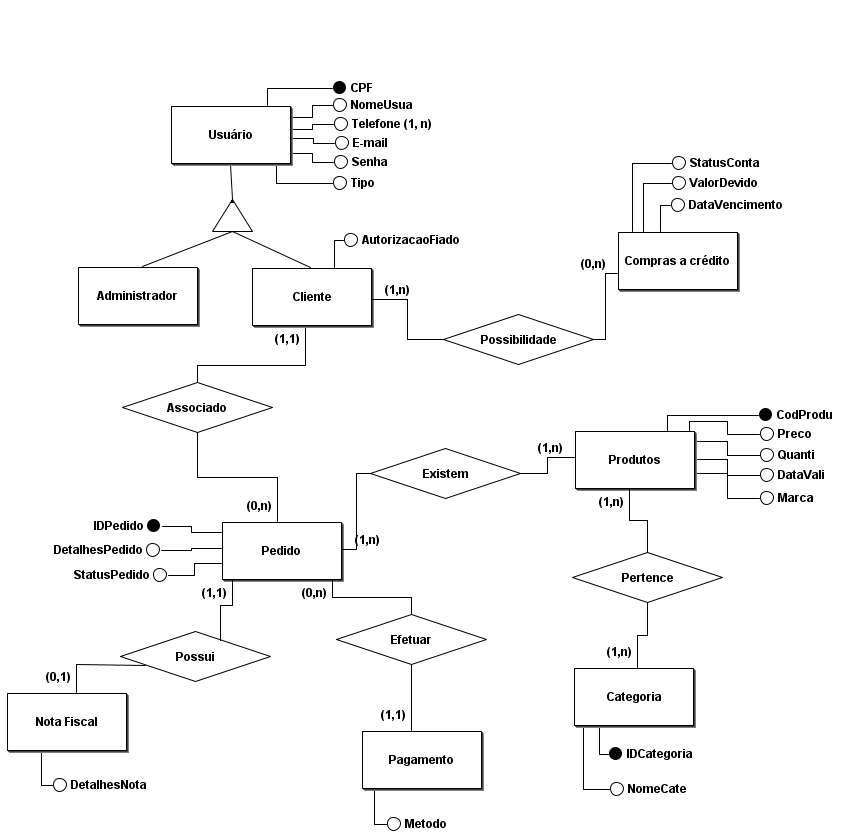 CPF
NomeUsua
Usuário
Telefone (1, n)
E-mail
Senha
Tipo
StatusConta
ValorDevido
DataVencimento
AutorizacaoFiado
Compras a crédito
(0,n)
Administrador
Cliente
(1,n)
(1,1)
Possibilidade
Associado
CodProdu
Preco
(1,n)
Quanti
Produtos
Existem
DataVali
Marca
(1,n)
(0,n)
IDPedido
(1,n)
DetalhesPedido
Pedido
StatusPedido
Pertence
(1,1)
(0,n)
Efetuar
Possui
(1,n)
(0,1)
Categoria
Nota Fiscal
(1,1)
IDCategoria
Pagamento
DetalhesNota
NomeCate
Metodo